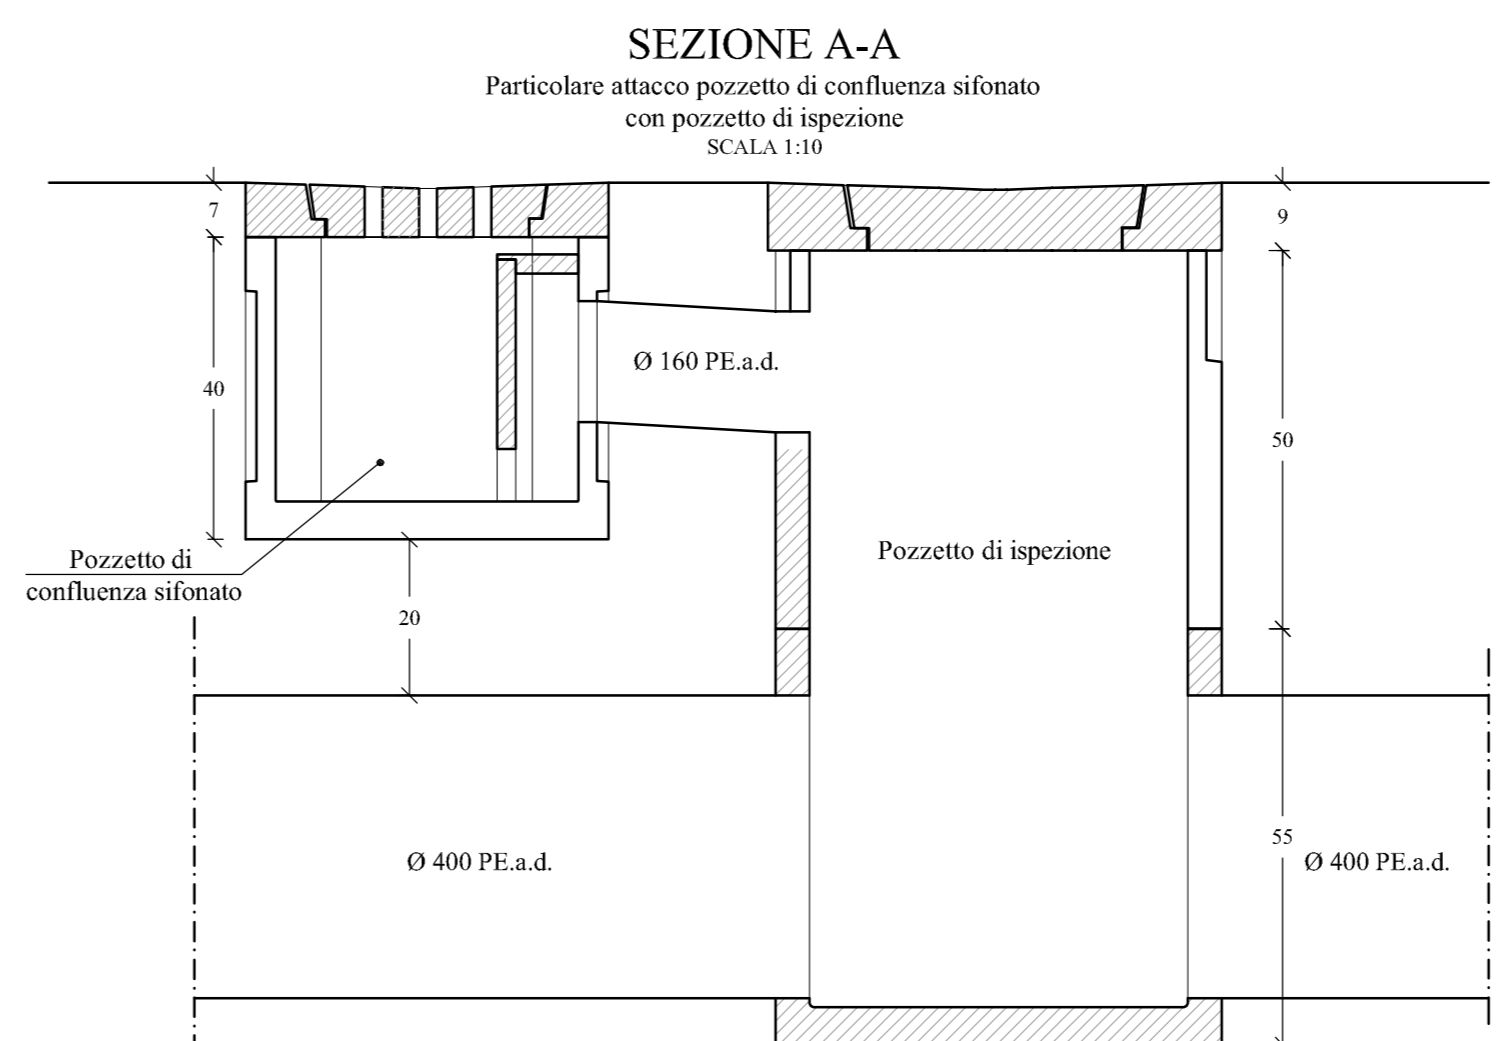 SEZIONE A-A
Particolare attacco pozzetto di confluenza sifonato
con pozzetto di ispezione
SCALA 1:10
7
9
40
Ø 160 PE.a.d.
50
Pozzetto di ispezione
Pozzetto di
confluenza sifonato
20
55
Ø 400 PE.a.d.
Ø 400 PE.a.d.